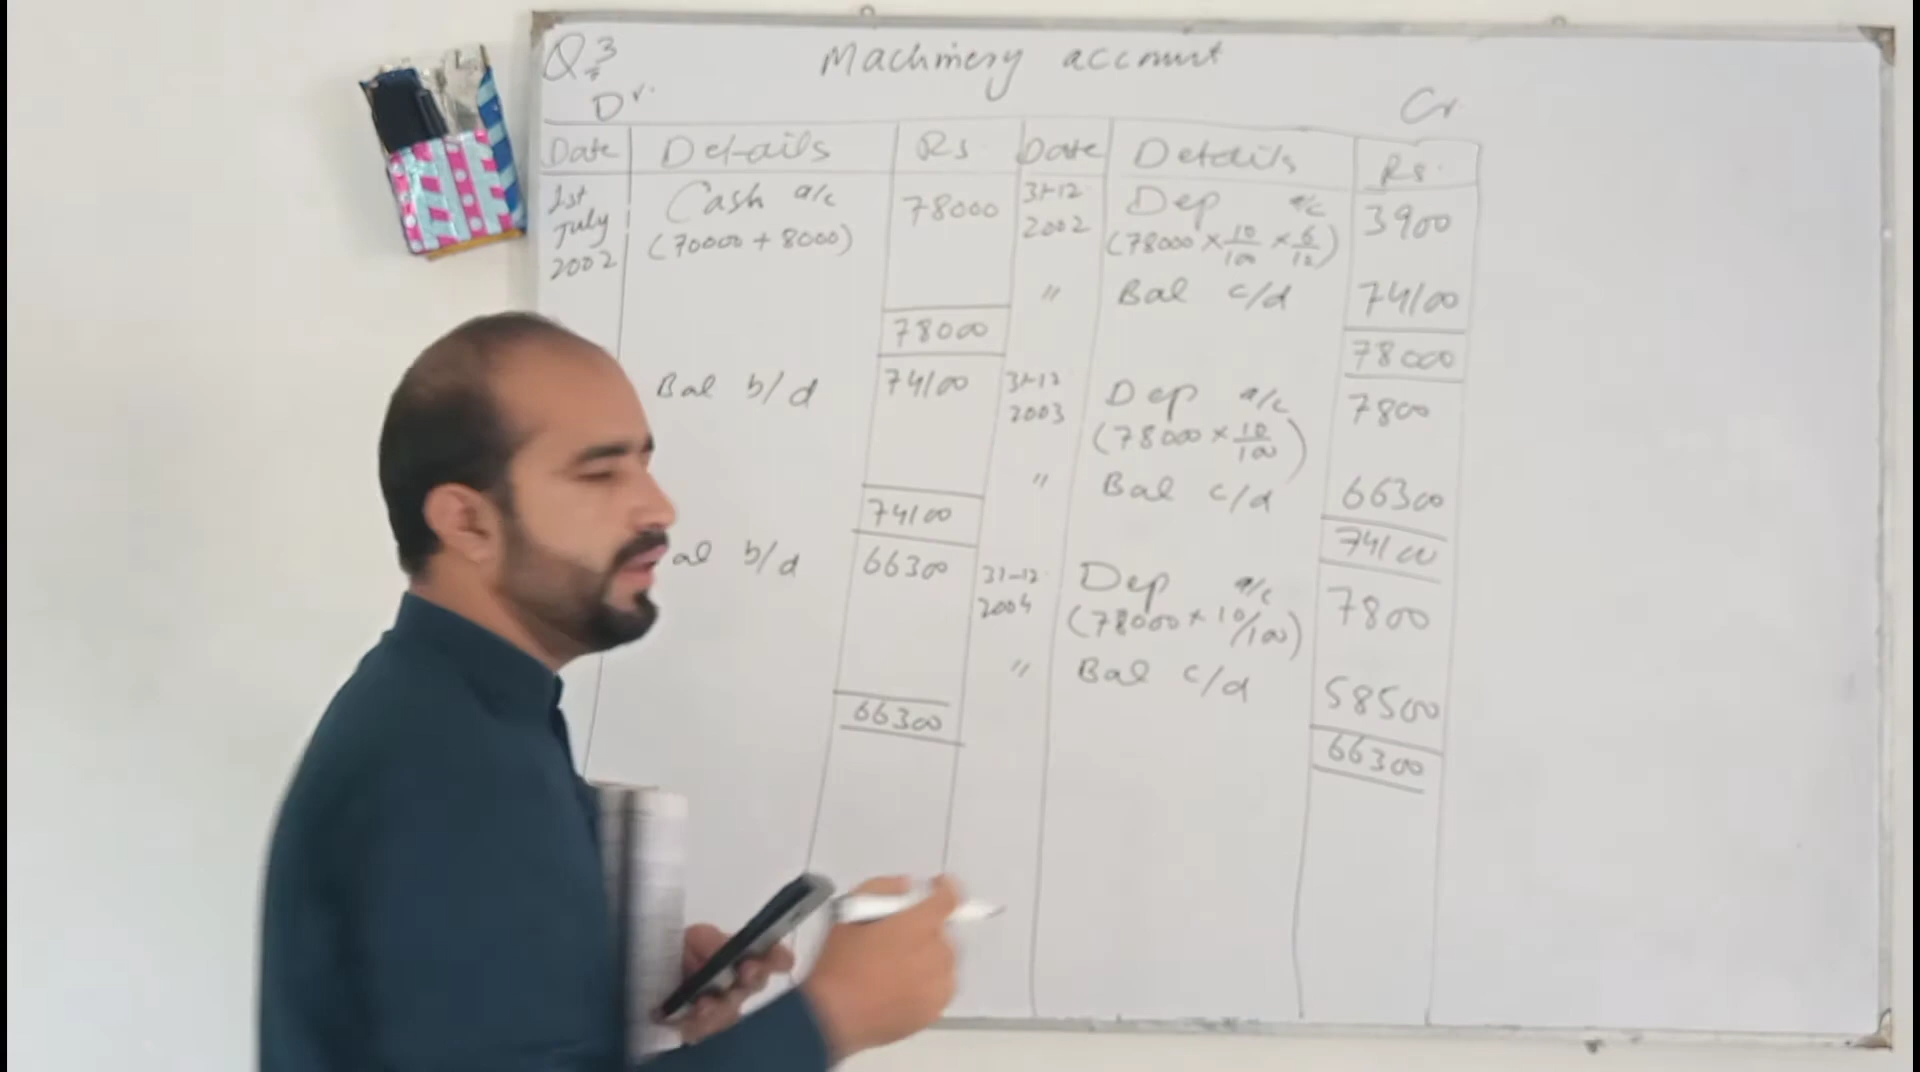 Q.3 Machinery account
Dr. Cr
Date Details Rs Date Details Rs.
1st July 2002 Cash a/c 78000 31-12 2002 Dep a/c 3900
(70000 + 8000) (78000 × 10/100 × 6/12)
" Bal c/d 74100
78000 78000
Bal b/d 74100 31-12 2003 Dep a/c 7800
(78000 × 10/100)
" Bal c/d 66300
74100 74100
al b/d 66300 31-12 2004 Dep a/c 7800
(78000 × 10/100)
" Bal c/d 58500
66300 66300